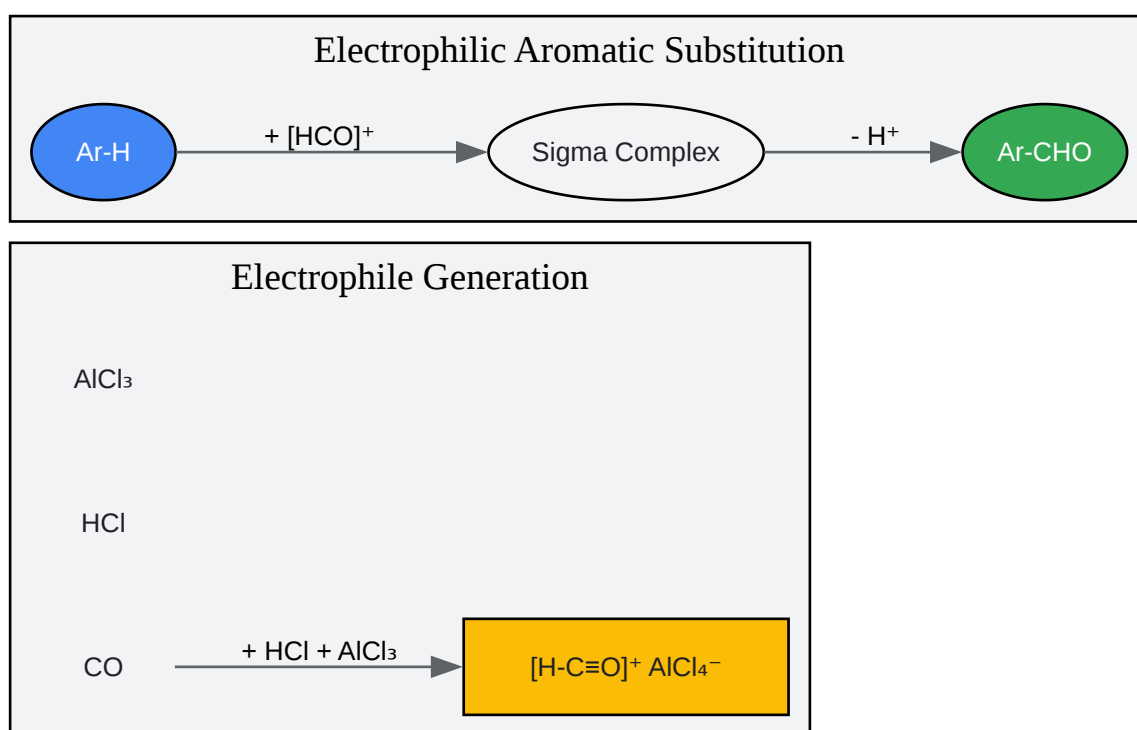 Electrophilic Aromatic Substitution
Ar-H
+ [HCO]⁺
Sigma Complex
- H⁺
Ar-CHO
Electrophile Generation
AlCl₃
HCl
CO
+ HCl + AlCl₃
[H-C≡O]⁺ AlCl₄⁻